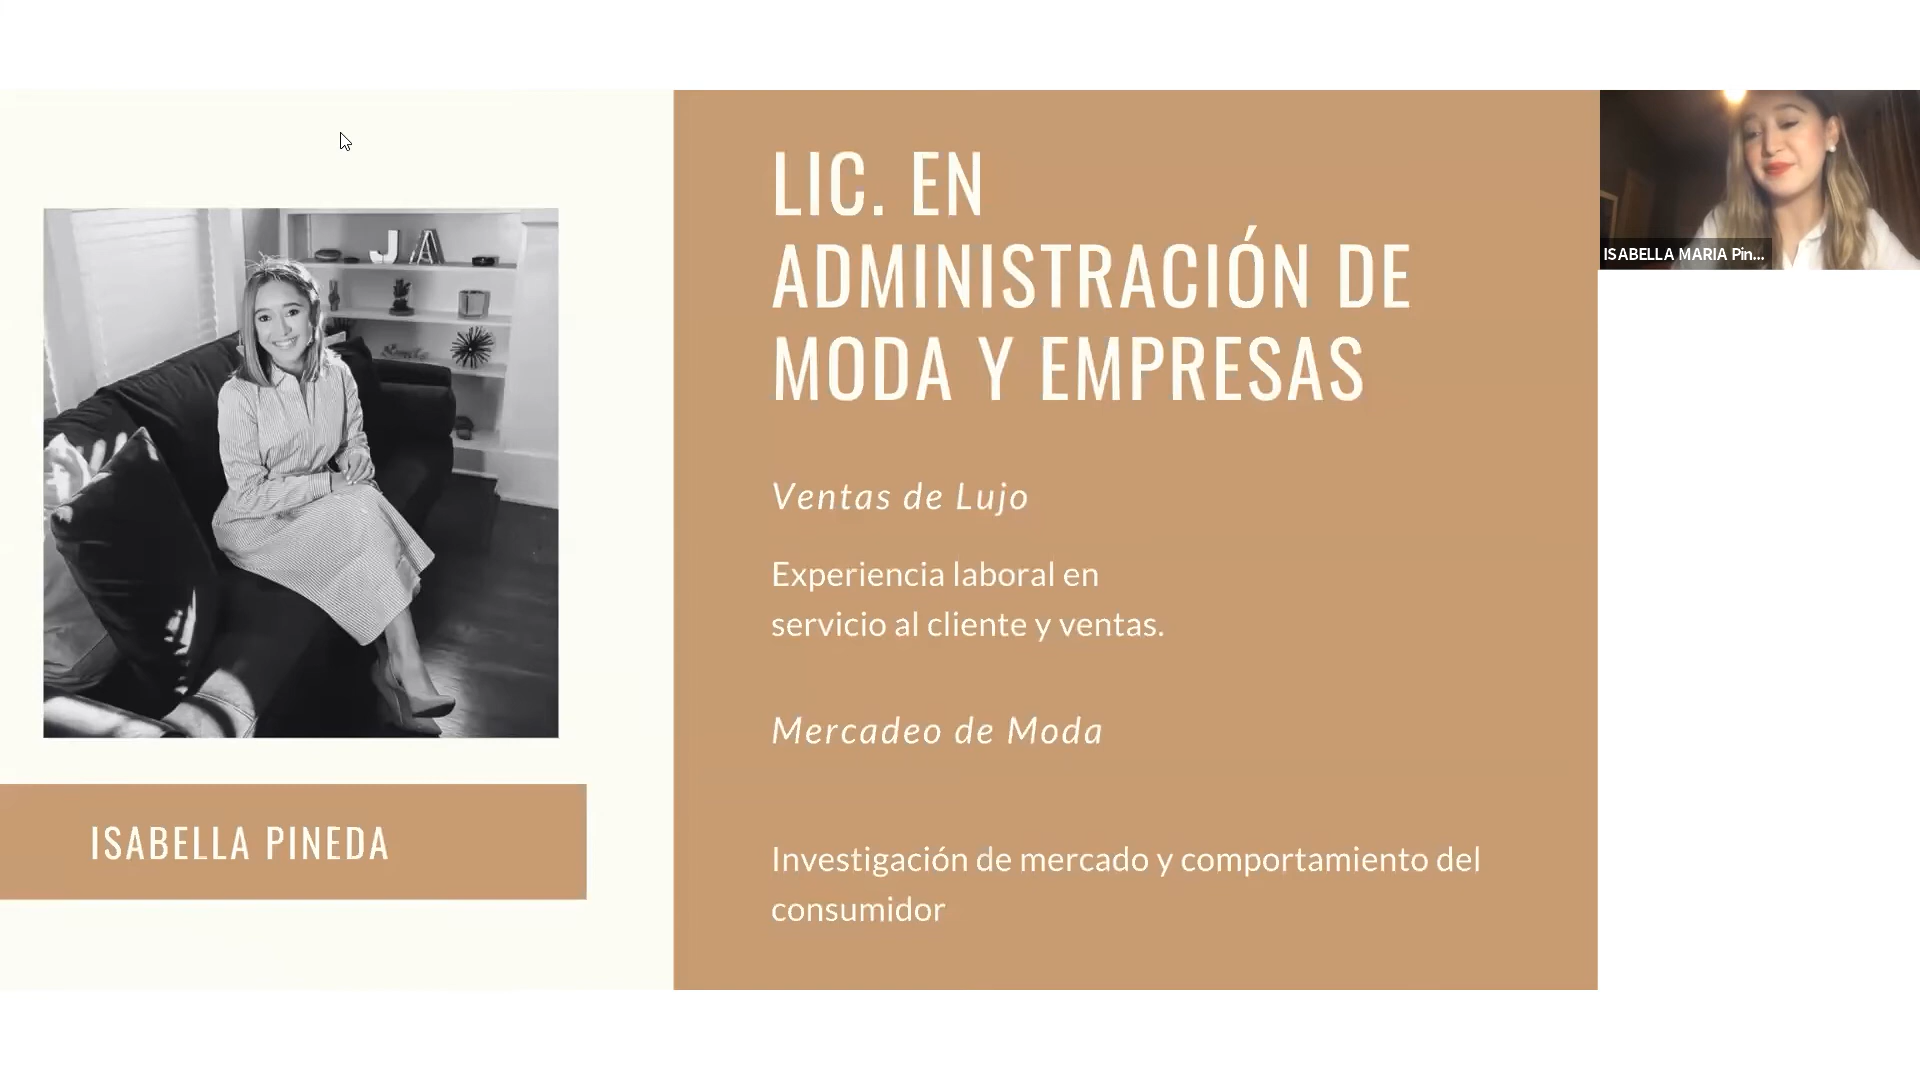 LIC. EN
ADMINISTRACIÓN DE
MODA Y EMPRESAS
Ventas de Lujo
Experiencia laboral en
servicio al cliente y ventas.
Mercadeo de Moda
Investigación de mercado y comportamiento del
consumidor
JA
ISABELLA PINEDA
ISABELLA MARIA Pin...